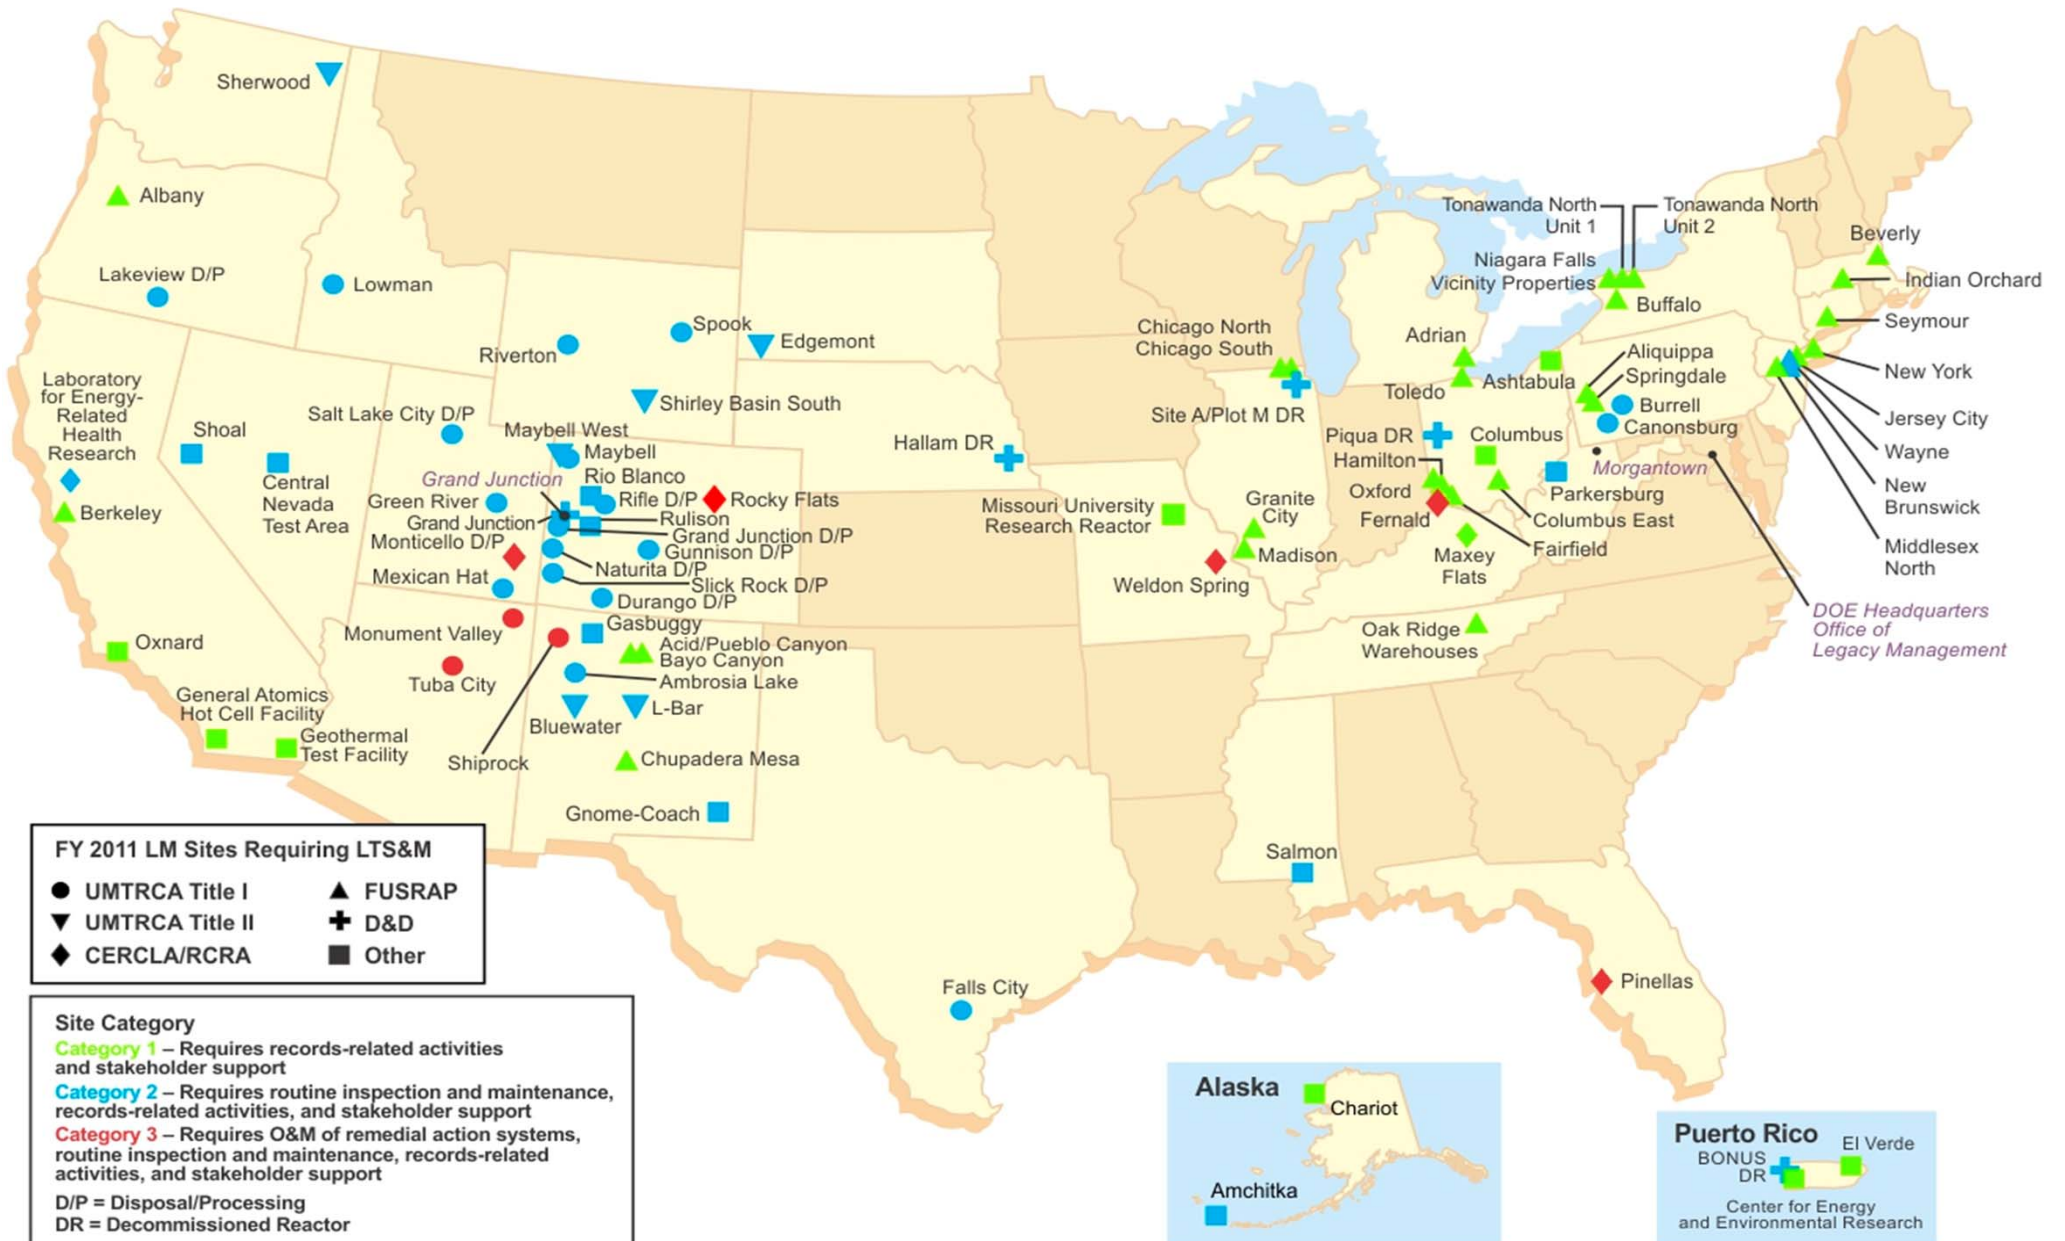 Sherwood
Albany
Lakeview D/P
Lowman
Riverton
Spook
Edgemont
Shirley Basin South
Laboratory
for Energy-
Related
Health
Research
Berkeley
Shoal
Central
Nevada
Test Area
Salt Lake City D/P
Maybell West
Maybell
Rio Blanco
Grand Junction
Green River
Rifle D/P
Rocky Flats
Grand Junction
Rulison
Monticello D/P
Grand Junction D/P
Gunnison D/P
Mexican Hat
Naturita D/P
Slick Rock D/P
Durango D/P
Monument Valley
Gasbuggy
Acid/Pueblo Canyon
Bayo Canyon
Tuba City
Ambrosia Lake
Bluewater
L-Bar
Shiprock
Chupadera Mesa
Gnome-Coach
Oxnard
General Atomics
Hot Cell Facility
Geothermal
Test Facility
Hallam DR
Missouri University
Research Reactor
Weldon Spring
Granite
City
Madison
Chicago North
Chicago South
Site A/Plot M DR
Adrian
Toledo
Ashtabula
Piqua DR
Hamilton
Oxford
Fernald
Columbus
Parkersburg
Columbus East
Fairfield
Maxey
Flats
Oak Ridge
Warehouses
Tonawanda North
Unit 1
Tonawanda North
Unit 2
Niagara Falls
Vicinity Properties
Buffalo
Aliquippa
Springdale
Burrell
Canonsburg
Morgantown
Beverly
Indian Orchard
Seymour
New York
Jersey City
Wayne
New
Brunswick
Middlesex
North
DOE Headquarters
Office of
Legacy Management
Salmon
Pinellas
Falls City
FY 2011 LM Sites Requiring LTS&M
UMTRCA Title I
FUSRAP
UMTRCA Title II
D&D
CERCLA/RCRA
Other
Site Category
Category 1 – Requires records-related activities
and stakeholder support
Category 2 – Requires routine inspection and maintenance,
records-related activities, and stakeholder support
Category 3 – Requires O&M of remedial action systems,
routine inspection and maintenance, records-related
activities, and stakeholder support
D/P = Disposal/Processing
DR = Decommissioned Reactor
Alaska
Chariot
Amchitka
Puerto Rico
El Verde
BONUS
DR
Center for Energy
and Environmental Research